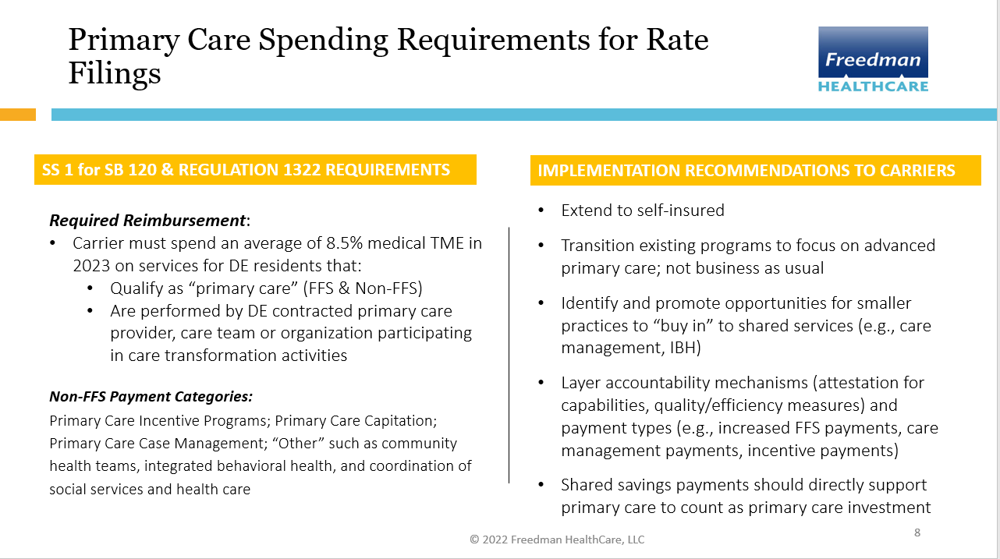 Primary Care Spending Requirements for Rate
Filings
Freedman
HEALTHCARE
SS 1 for SB 120 & REGULATION 1322 REQUIREMENTS
Required Reimbursement:
• Carrier must spend an average of 8.5% medical TME in
2023 on services for DE residents that:
• Qualify as “primary care” (FFS & Non-FFS)
• Are performed by DE contracted primary care
provider, care team or organization participating
in care transformation activities
Non-FFS Payment Categories:
Primary Care Incentive Programs; Primary Care Capitation;
Primary Care Case Management; “Other” such as community
health teams, integrated behavioral health, and coordination of
social services and health care
IMPLEMENTATION RECOMMENDATIONS TO CARRIERS
• Extend to self-insured
• Transition existing programs to focus on advanced
primary care; not business as usual
• Identify and promote opportunities for smaller
practices to “buy in” to shared services (e.g., care
management, IBH)
• Layer accountability mechanisms (attestation for
capabilities, quality/efficiency measures) and
payment types (e.g., increased FFS payments, care
management payments, incentive payments)
• Shared savings payments should directly support
primary care to count as primary care investment
© 2022 Freedman HealthCare, LLC
8